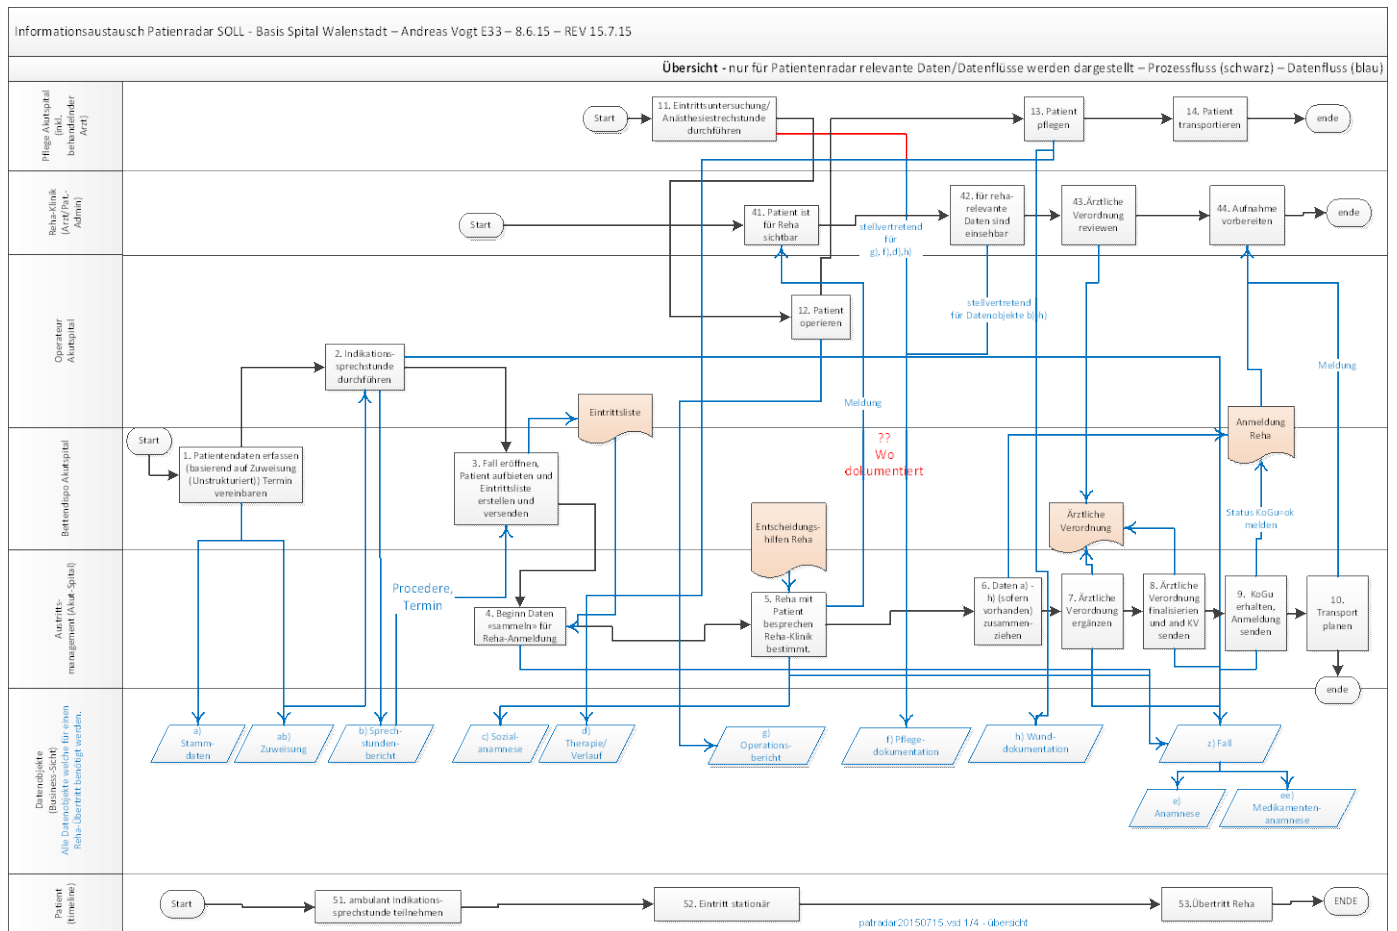 Informationsaustausch Patienradar SOLL - Basis Spital Walenstadt – Andreas Vogt E33 – 8.6.15 – REV 15.7.15
Übersicht - nur für Patientenradar relevante Daten/Datenflüsse werden dargestellt – Prozessfluss (schwarz) – Datenfluss (blau)
Pflege Akutspital
(inkl.
behandelnder
Arzt)
Start
11. Eintrittsuntersuchung/
Anästhesiestrechstunde
durchführen
13. Patient
pflegen
14. Patient
transportieren
ende
Reha-Klinik
(Arzt/Pat.-
Admin)
Start
41. Patient ist
für Reha
sichtbar
stellvertretend
für
g), f),d),h)
42. für reha-
relevante
Daten sind
einsehbar
43.Ärztliche
Verordnung
reviewen
44. Aufnahme
vorbereiten
ende
Operateur
Akutspital
2. Indikations-
sprechstunde
durchführen
12. Patient
operieren
stellvertretend
für Datenobjekte b)-h)
Meldung
Meldung
Eintrittsliste
Anmeldung
Reha
Bettendispo Akutspital
Start
1. Patientendaten erfassen
(basierend auf Zuweisung
(Unstrukturiert)) Termin
vereinbaren
3. Fall eröffnen,
Patient aufbieten und
Eintrittsliste
erstellen und
versenden
??
Wo
dokumentiert
Entscheidungs-
hilfen Reha
Ärztliche
Verordnung
Status KoGu=ok
melden
Austritts-
management (Akut-Spital)
Procedere,
Termin
4. Beginn Daten
«sammeln» für
Reha-Anmeldung
5. Reha mit
Patient
besprechen
Reha-Klinik
bestimmt.
6. Daten a) -
h) (sofern
vorhanden)
zusammen-
ziehen
7. Ärztliche
Verordnung
ergänzen
8. Ärztliche
Verordnung
finalisieren
und and KV
senden
9. KoGu
erhalten,
Anmeldung
senden
10.
Transport
planen
ende
Datenobjekte
(Business-Sicht)
Alle Datenobjekte welche für einen
Reha-Übertritt benötigt werden.
a)
Stamm-
daten
ab)
Zuweisung
b) Sprech-
stunden-
bericht
c) Sozial-
anamnese
d)
Therapie/
Verlauf
g)
Operations-
bericht
f) Pflege-
dokumentation
h) Wund-
dokumentation
z) Fall
e)
Anamnese
ee)
Medikamenten-
anamnese
Patient
(timeline)
Start
51. ambulant Indikations-
sprechstunde teilnehmen
52. Eintritt stationär
53.Übertritt Reha
ENDE
patradar20150715.vsd 1/4 - übersicht